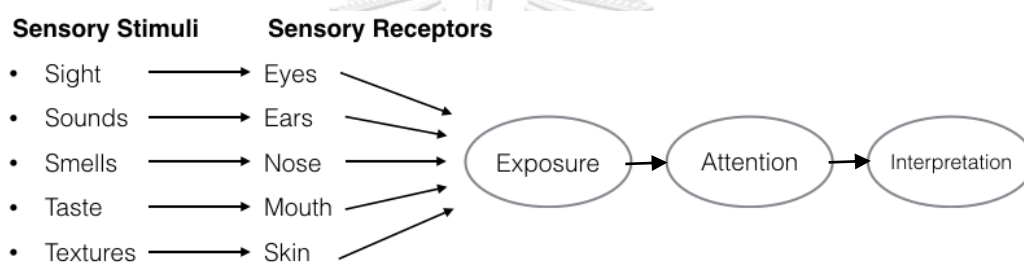 Sensory Stimuli Sensory Receptors
• Sight Eyes
• Sounds Ears
• Smells Nose Exposure Attention Interpretation
• Taste Mouth
• Textures Skin